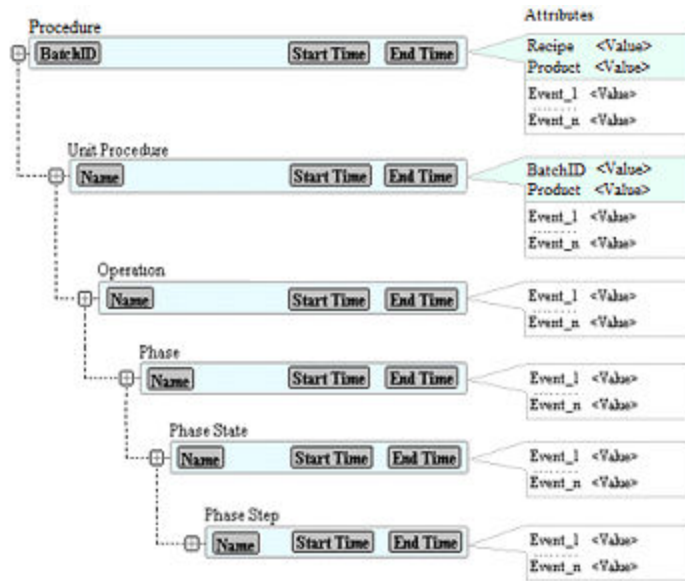 Attributes
Procedure
BatchID Start Time End Time
Recipe <Value>
Product <Value>
Event_1 <Value>
Event_n <Value>
Unit Procedure
Name Start Time End Time
BatchID <Value>
Product <Value>
Event_1 <Value>
Event_n <Value>
Operation
Name Start Time End Time
Event_1 <Value>
Event_n <Value>
Phase
Name Start Time End Time
Event_1 <Value>
Event_n <Value>
Phase State
Name Start Time End Time
Event_1 <Value>
Event_n <Value>
Phase Step
Name Start Time End Time
Event_1 <Value>
Event_n <Value>